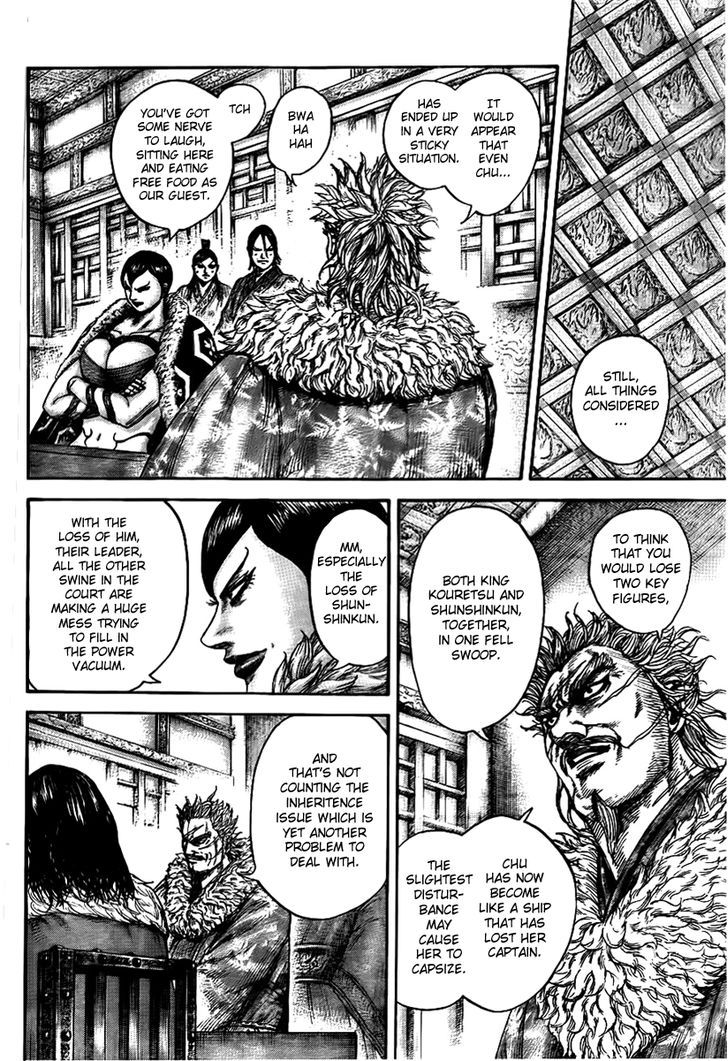 STILL,
ALL THINGS
CONSIDERED
...
IT
WOULD
APPEAR
THAT
EVEN
CHU...
HAS
ENDED UP
IN A VERY
STICKY
SITUATION.
BWA
HA
HAH
TCH
YOU'VE GOT
SOME NERVE
TO LAUGH,
SITTING HERE
AND EATING
FREE FOOD AS
OUR GUEST.
TO THINK
THAT YOU
WOULD LOSE
TWO KEY
FIGURES,
BOTH KING
KOURETSU AND
SHUNSHINKUN,
TOGETHER,
IN ONE FELL
SWOOP.
MM,
ESPECIALLY
THE
LOSS OF
SHUN-
SHINKUN.
WITH THE
LOSS OF HIM,
THEIR LEADER,
ALL THE OTHER
SWINE IN THE
COURT ARE
MAKING A HUGE
MESS TRYING
TO FILL IN
THE POWER
VACUUM.
CHU
HAS NOW
BECOME
LIKE A SHIP
THAT HAS
LOST HER
CAPTAIN.
THE
SLIGHTEST
DISTUR-
BANCE
MAY
CAUSE
HER TO
CAPSIZE.
AND
THAT'S NOT
COUNTING THE
INHERITENCE
ISSUE WHICH IS
YET ANOTHER
PROBLEM TO
DEAL WITH.